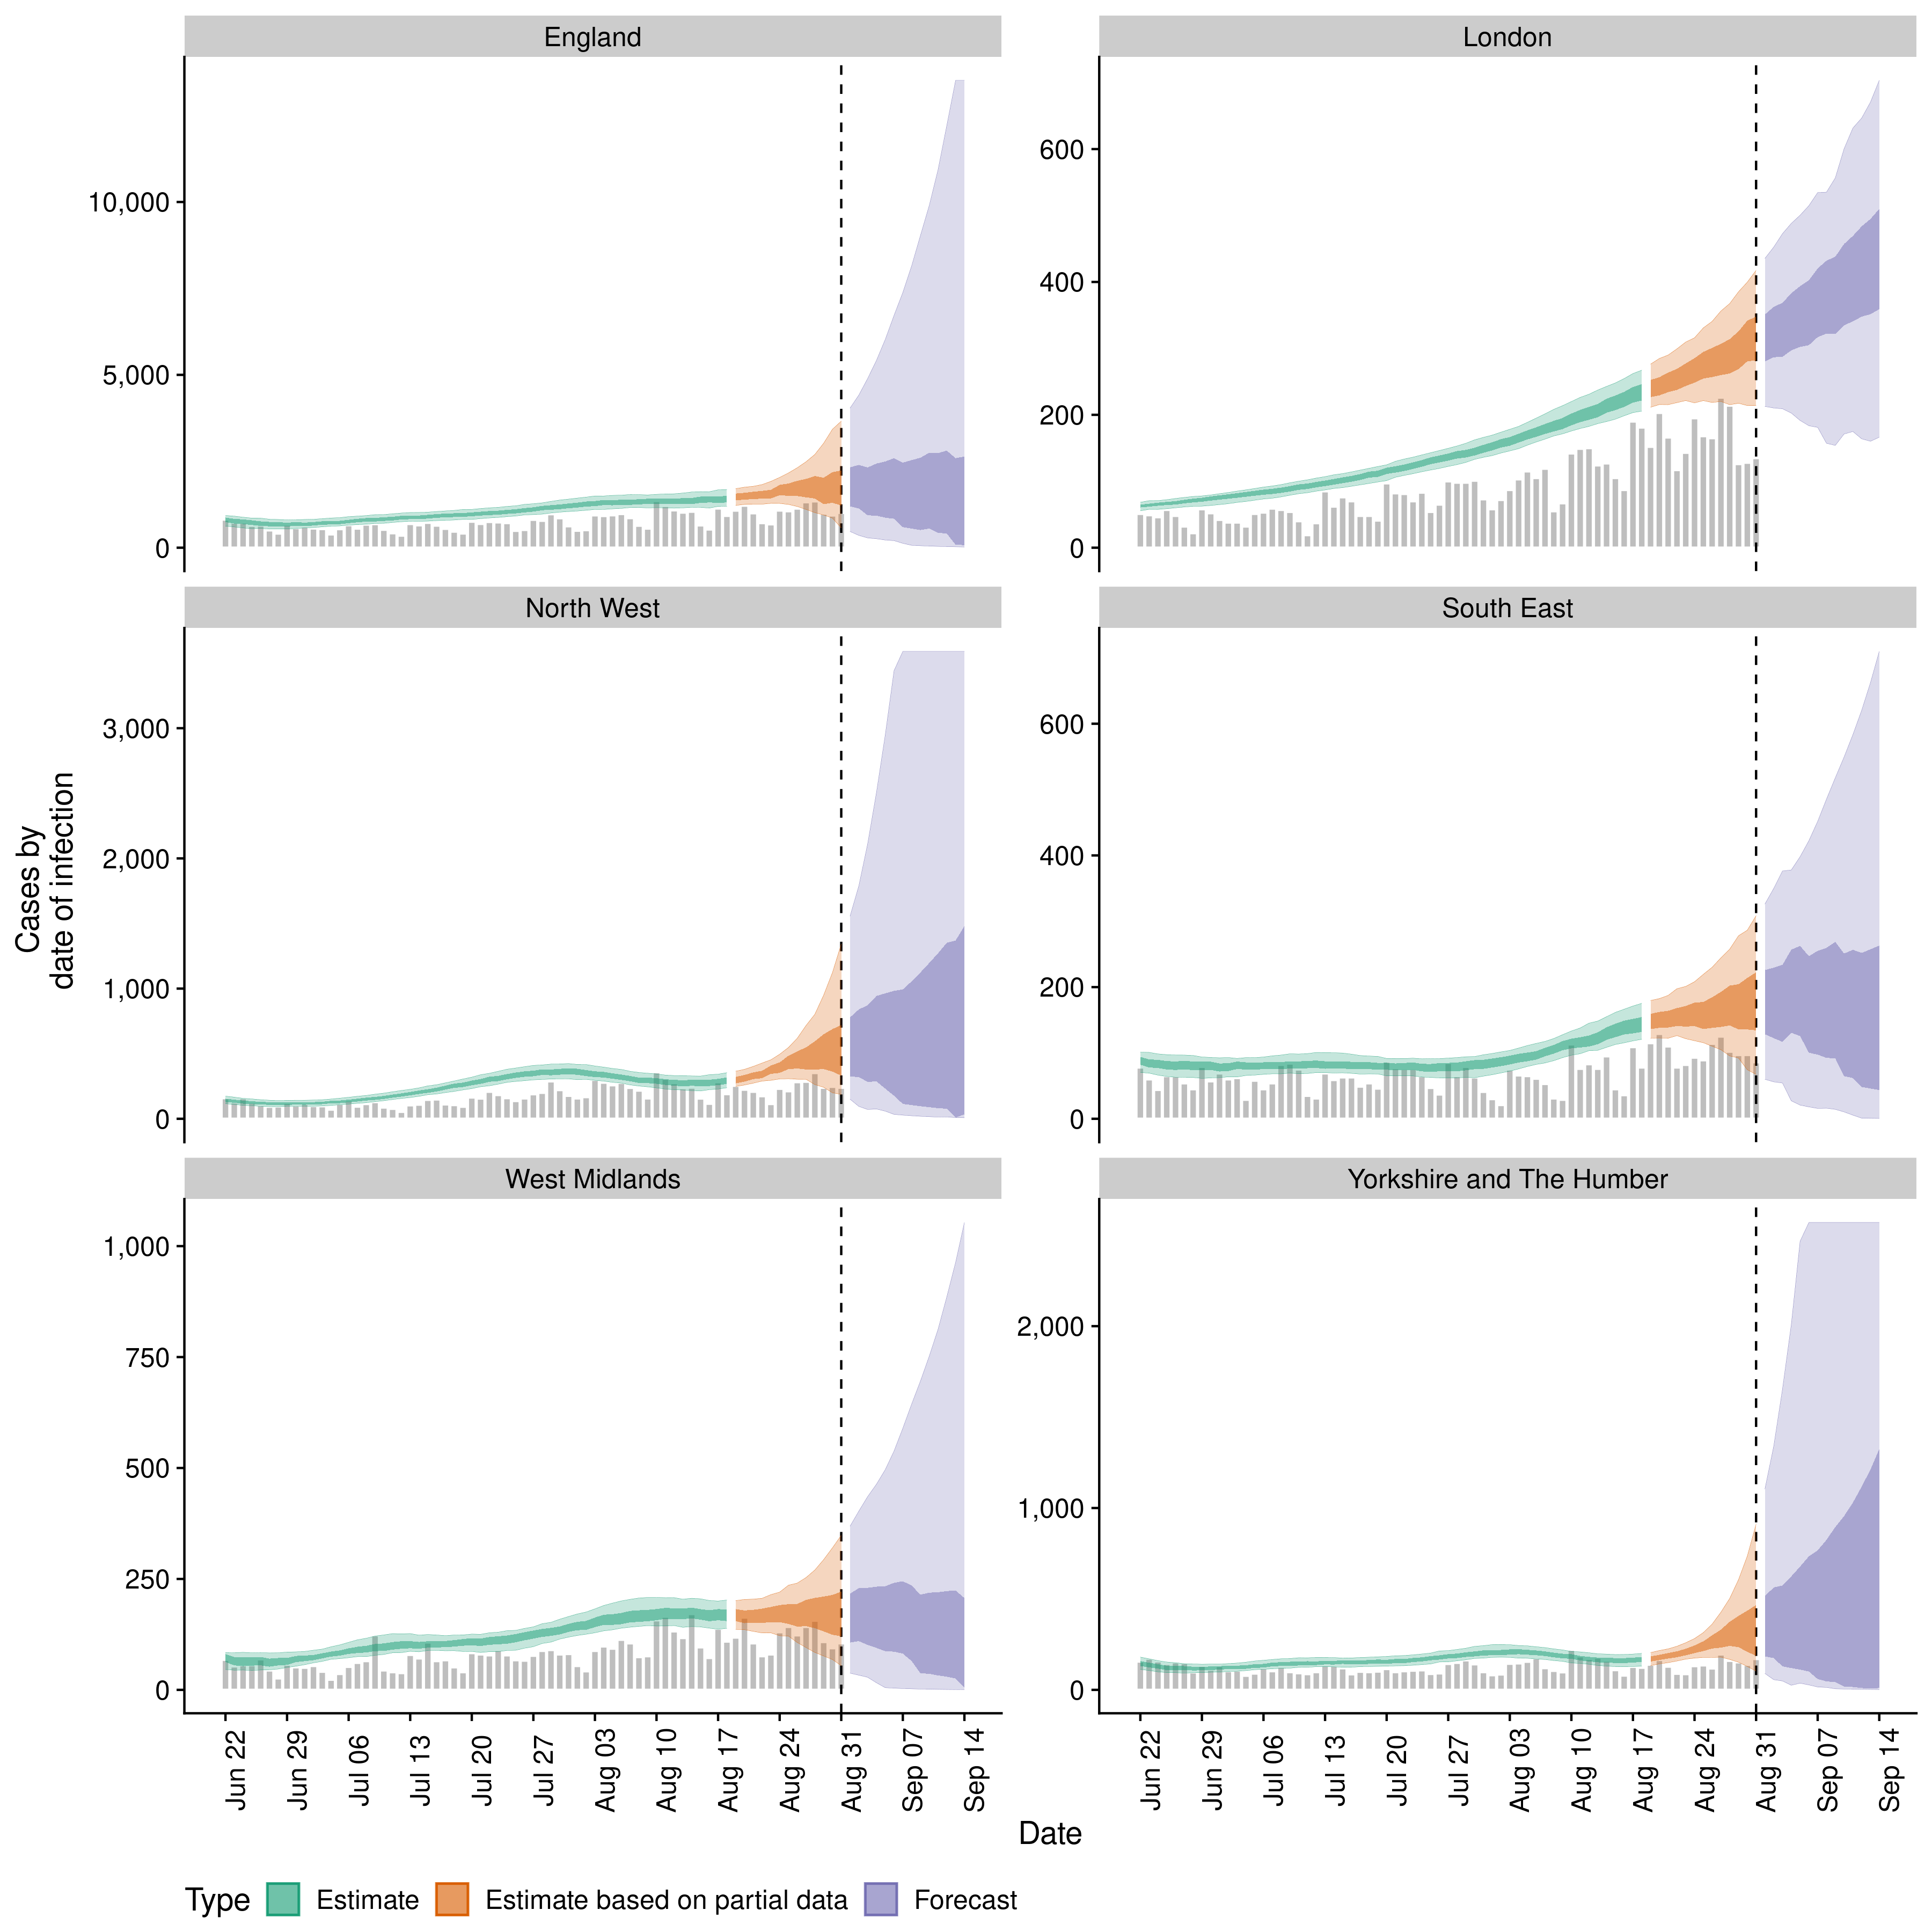 England
London
10,000
5,000
0
600
400
200
0
North West
South East
3,000
2,000
1,000
0
600
400
200
0
Cases by
date of infection
West Midlands
Yorkshire and The Humber
1,000
750
500
250
0
2,000
1,000
0
Jun 22 Jun 29 Jul 06 Jul 13 Jul 20 Jul 27 Aug 03 Aug 10 Aug 17 Aug 24 Aug 31 Sep 07 Sep 14
Jun 22 Jun 29 Jul 06 Jul 13 Jul 20 Jul 27 Aug 03 Aug 10 Aug 17 Aug 24 Aug 31 Sep 07 Sep 14
Date
Type Estimate Estimate based on partial data Forecast